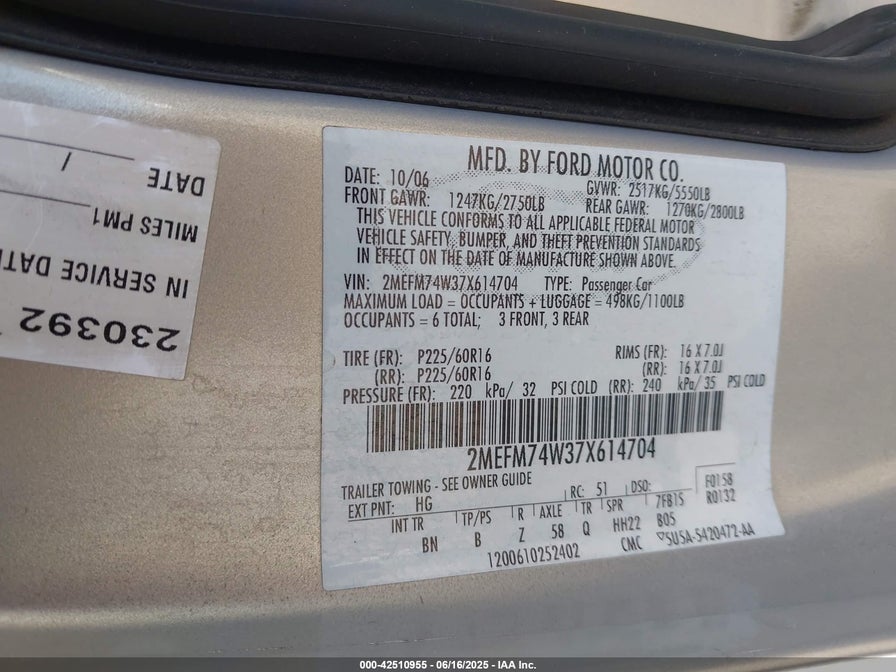 MFD. BY FORD MOTOR CO.
DATE: 10/06 GVWR: 2517KG/5550LB
FRONT GAWR: 1247KG/2750LB REAR GAWR: 1270KG/2800LB
THIS VEHICLE CONFORMS TO ALL APPLICABLE FEDERAL MOTOR
VEHICLE SAFETY, BUMPER, AND THEFT PREVENTION STANDARDS
IN EFFECT ON THE DATE OF MANUFACTURE SHOWN ABOVE.
VIN: 2MEFM74W37X614704 TYPE: Passenger Car
MAXIMUM LOAD = OCCUPANTS + LUGGAGE = 498KG/1100LB
OCCUPANTS = 6 TOTAL; 3 FRONT, 3 REAR
TIRE (FR): P225/60R16 RIMS (FR): 16 X 7.0J
(RR): P225/60R16 (RR): 16 X 7.0J
PRESSURE (FR): 220 kPa/ 32 PSI COLD (RR): 240 kPa/ 35 PSI COLD
2MEFM74W37X614704
TRAILER TOWING - SEE OWNER GUIDE
EXT PNT: HG RC: 51 DSO: F0158
INT TR TP/PS R AXLE TR SPR 7FB15 R0132
BN B Z 58 Q HH22 B05
1200610252402 CMC 5U5A-5420472-AA
DATE /
MILES PM1
IN SERVICE DAT
230392
000-42510955 - 06/16/2025 - IAA Inc.